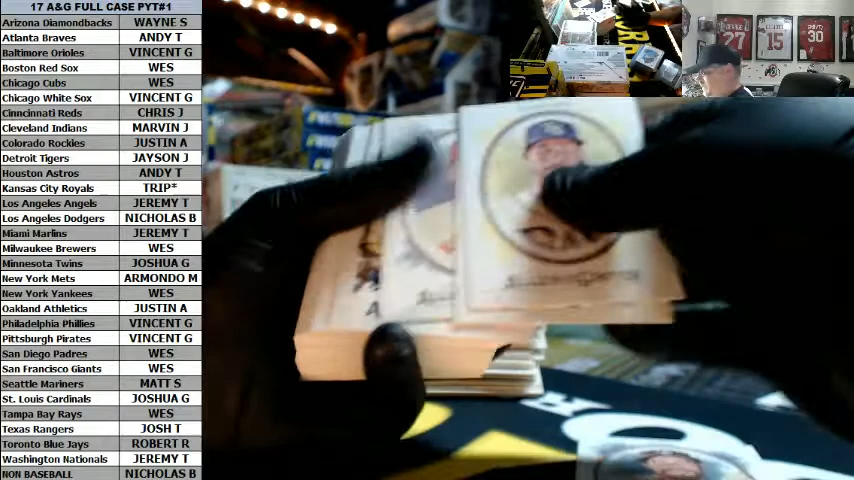 17 A&G FULL CASE PYT#1
Arizona Diamondbacks WAYNE S
Atlanta Braves ANDY T
Baltimore Orioles VINCENT G
Boston Red Sox WES
Chicago Cubs WES
Chicago White Sox VINCENT G
Cinncinati Reds CHRIS J
Cleveland Indians MARVIN J
Colorado Rockies JUSTIN A
Detroit Tigers JAYSON J
Houston Astros ANDY T
Kansas City Royals TRIP*
Los Angeles Angels JEREMY T
Los Angeles Dodgers NICHOLAS B
Miami Marlins JEREMY T
Milwaukee Brewers WES
Minnesota Twins JOSHUA G
New York Mets ARMONDO M
New York Yankees WES
Oakland Athletics JUSTIN A
Philadelphia Phillies VINCENT G
Pittsburgh Pirates VINCENT G
San Diego Padres WES
San Francisco Giants WES
Seattle Mariners MATT S
St. Louis Cardinals JOSHUA G
Tampa Bay Rays WES
Texas Rangers JOSH T
Toronto Blue Jays ROBERT R
Washington Nationals JEREMY T
NON BASEBALL NICHOLAS B
27
15
30